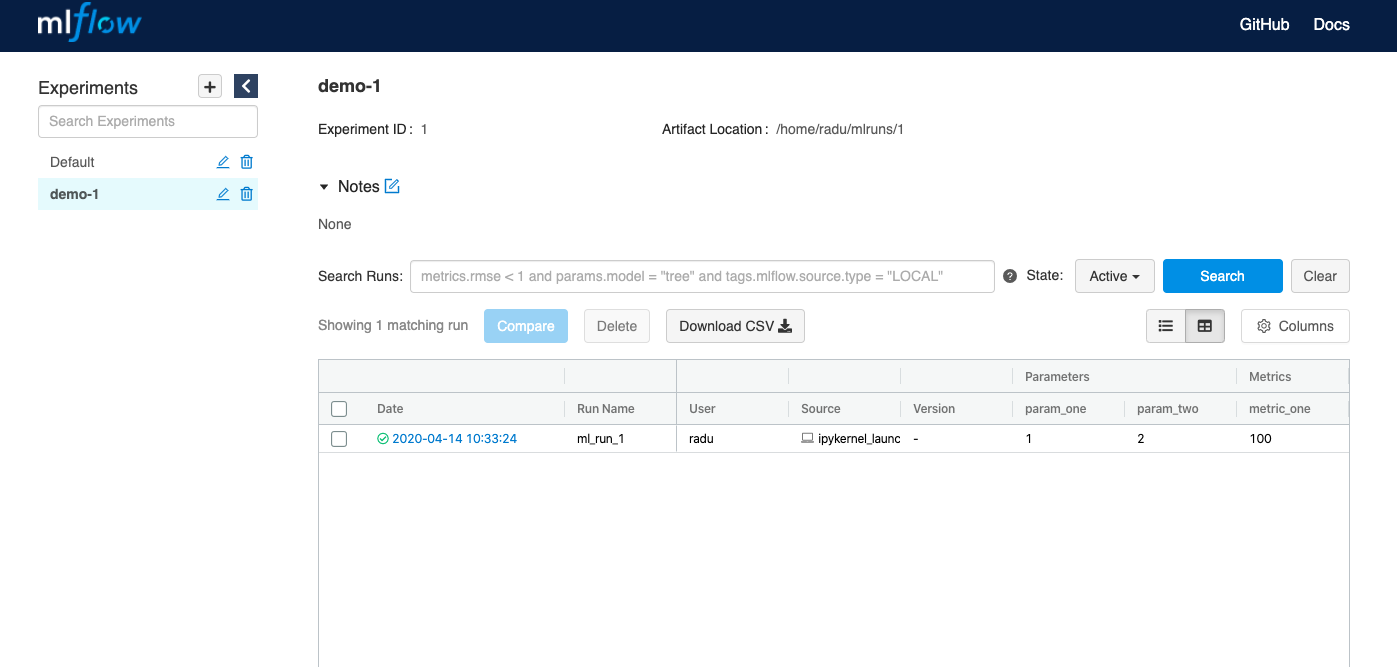 mlflow
GitHub Docs
Experiments
Search Experiments
Default
demo-1
demo-1
Experiment ID: 1 Artifact Location: /home/radu/mlruns/1
Notes
None
Search Runs: metrics.rmse < 1 and params.model = "tree" and tags.mlflow.source.type = "LOCAL" ? State: Active Search Clear
Showing 1 matching run Compare Delete Download CSV Columns
Parameters Metrics
Date Run Name User Source Version param_one param_two metric_one
2020-04-14 10:33:24 ml_run_1 radu ipykernel_launc - 1 2 100